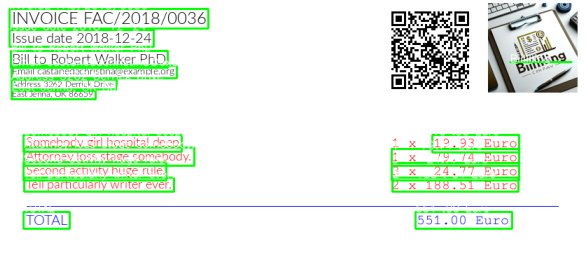 INVOICE FAC/2018/0036
Issue date 2018-12-24
Bill to Robert Walker PhD
Email castanedachristina@example.org
Address 3262 Derrick Drive
East Jenna, OK 86659
Billing
Somebody girl hospital deep. 1 x 19.93 Euro
Attorney loss stage somebody. 1 x 79.74 Euro
Second activity huge rule. 3 x 24.77 Euro
Tell particularly writer ever. 2 x 188.51 Euro
TOTAL 551.00 Euro